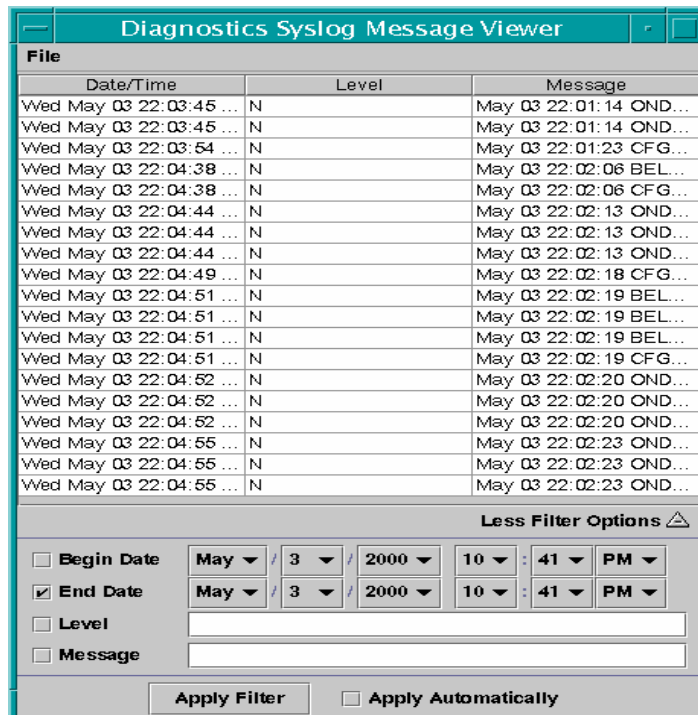 Diagnostics Syslog Message Viewer
File
Date/Time Level Message
Wed May 03 22:03:45 ... N May 03 22:01:14 OND...
Wed May 03 22:03:45 ... N May 03 22:01:14 OND...
Wed May 03 22:03:54 ... N May 03 22:01:23 CFG...
Wed May 03 22:04:38 ... N May 03 22:02:06 BEL...
Wed May 03 22:04:38 ... N May 03 22:02:06 CFG...
Wed May 03 22:04:44 ... N May 03 22:02:13 OND...
Wed May 03 22:04:44 ... N May 03 22:02:13 OND...
Wed May 03 22:04:44 ... N May 03 22:02:13 OND...
Wed May 03 22:04:49 ... N May 03 22:02:18 CFG...
Wed May 03 22:04:51 ... N May 03 22:02:19 BEL...
Wed May 03 22:04:51 ... N May 03 22:02:19 BEL...
Wed May 03 22:04:51 ... N May 03 22:02:19 BEL...
Wed May 03 22:04:51 ... N May 03 22:02:19 CFG...
Wed May 03 22:04:52 ... N May 03 22:02:20 OND...
Wed May 03 22:04:52 ... N May 03 22:02:20 OND...
Wed May 03 22:04:52 ... N May 03 22:02:20 OND...
Wed May 03 22:04:55 ... N May 03 22:02:23 OND...
Wed May 03 22:04:55 ... N May 03 22:02:23 OND...
Wed May 03 22:04:55 ... N May 03 22:02:23 OND...
Less Filter Options
Begin Date May / 3 / 2000 10 : 41 PM
End Date May / 3 / 2000 10 : 41 PM
Level
Message
Apply Filter Apply Automatically